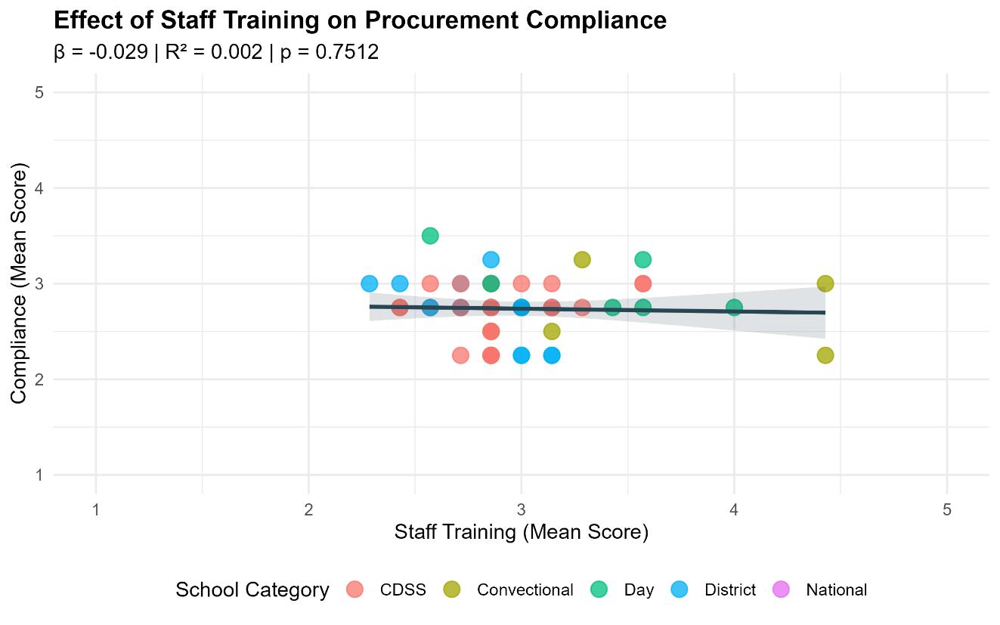 Effect of Staff Training on Procurement Compliance
β = -0.029 | R² = 0.002 | p = 0.7512
5
4
3
2
1
Compliance (Mean Score)
1 2 3 4 5
Staff Training (Mean Score)
School Category CDSS Convectional Day District National